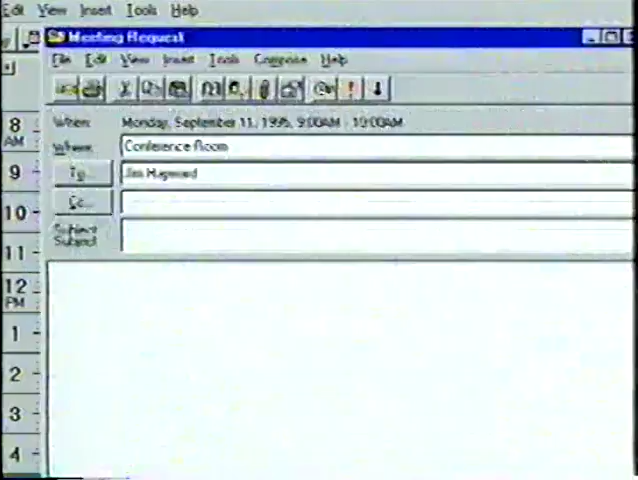 Edit View Insert Tools Help
Meeting Request
File Edit View Insert Tools Compose Help
When: Monday, September 11, 1995, 9:00AM - 10:00AM
Where: Conference Room
To... Jim Hayward
Cc...
Subject
Subject
8
AM
9
10
11
12
PM
1
2
3
4